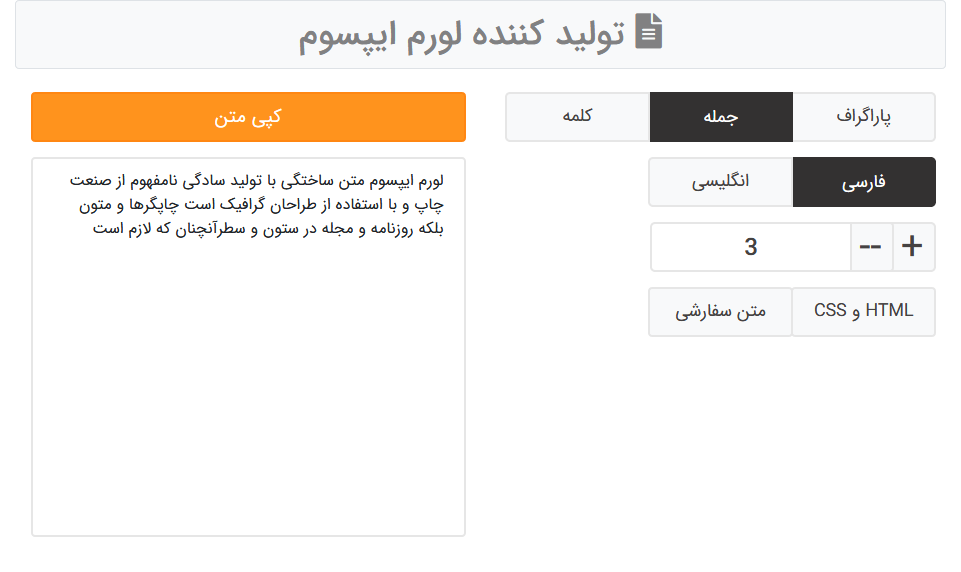 تولید کننده لورم ایپسوم
پاراگراف
جمله
کلمه
فارسی
انگلیسی
+
--
3
HTML و CSS
متن سفارشی
کپی متن
لورم ایپسوم متن ساختگی با تولید سادگی نامفهوم از صنعت
چاپ و با استفاده از طراحان گرافیک است چاپگرها و متون
بلکه روزنامه و مجله در ستون و سطرآنچنان که لازم است